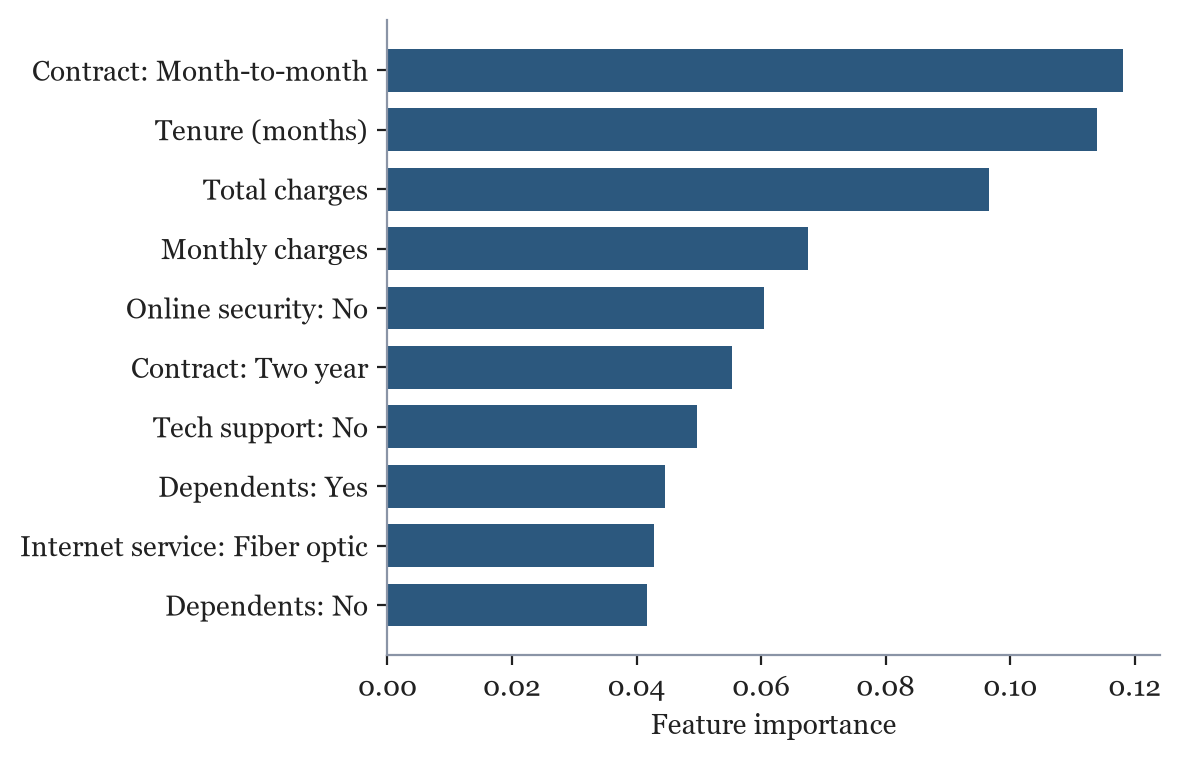 Contract: Month-to-month
Tenure (months)
Total charges
Monthly charges
Online security: No
Contract: Two year
Tech support: No
Dependents: Yes
Internet service: Fiber optic
Dependents: No
0.00 0.02 0.04 0.06 0.08 0.10 0.12
Feature importance